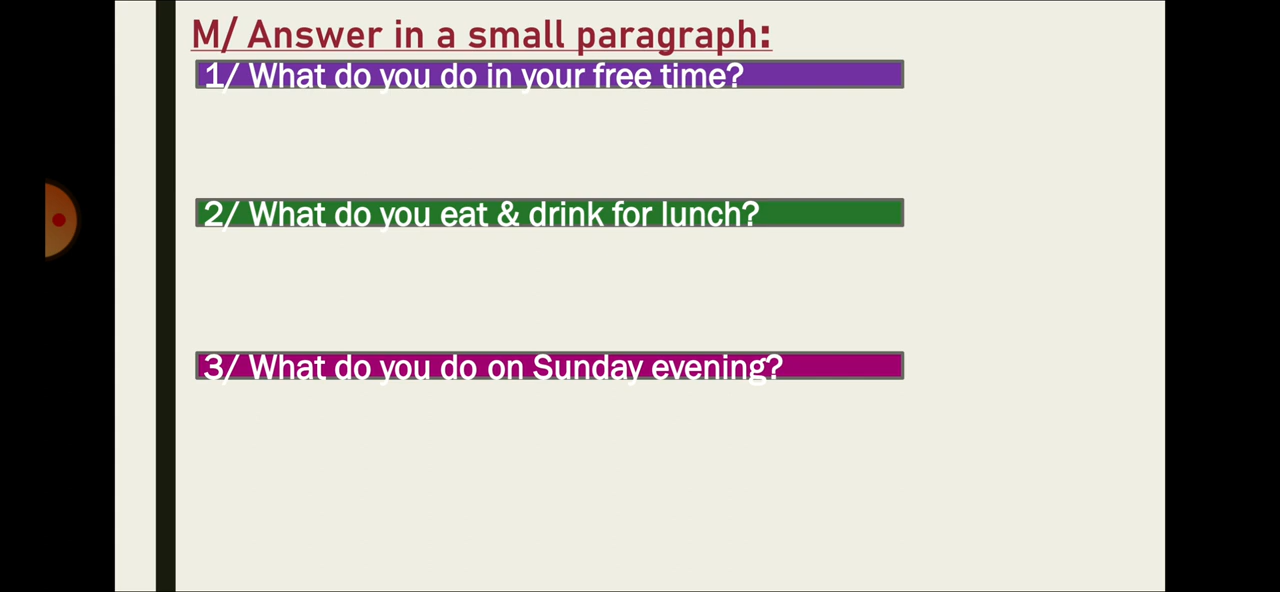 M/ Answer in a small paragraph:
1/ What do you do in your free time?
2/ What do you eat & drink for lunch?
3/ What do you do on Sunday evening?